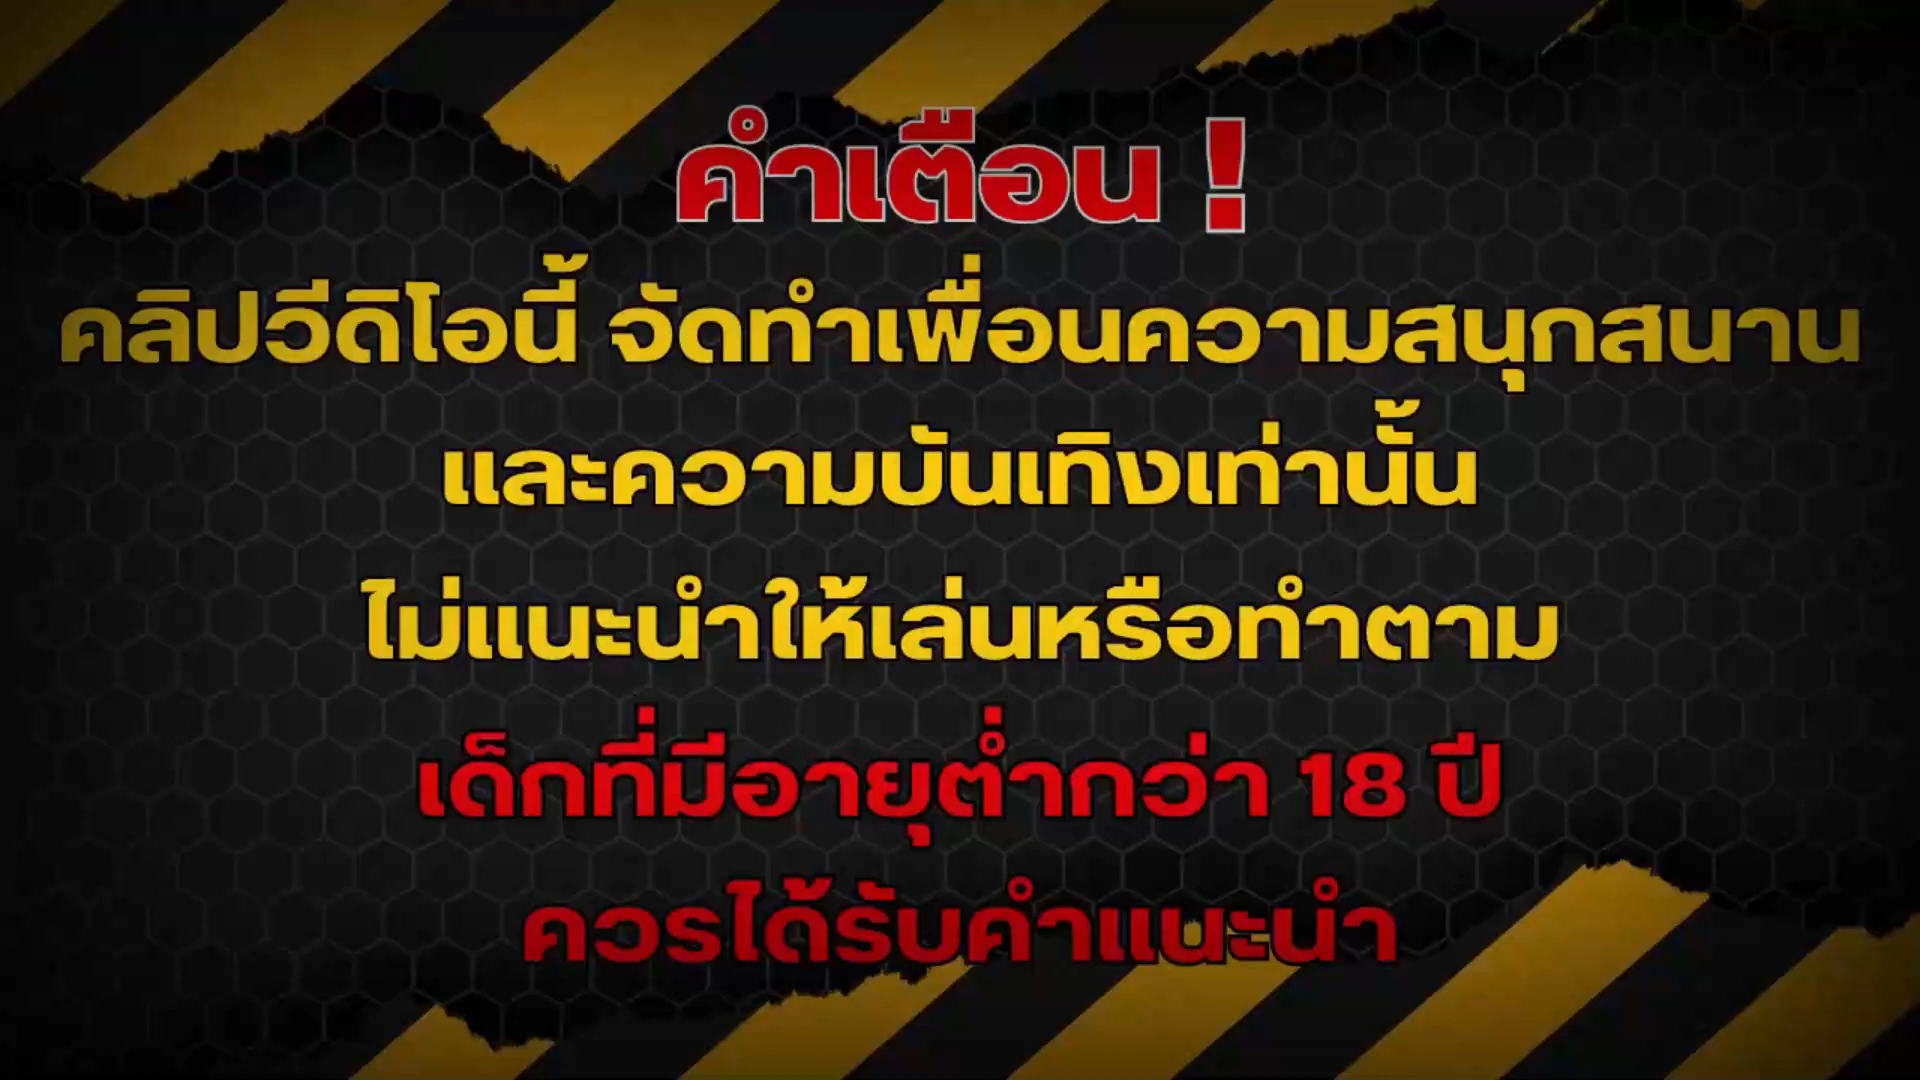 คำเตือน !
คลิปวีดิโอนี้ จัดทำเพื่อนความสนุกสนาน
และความบันเทิงเท่านั้น
ไม่แนะนำให้เล่นหรือทำตาม
เด็กที่มีอายุต่ำกว่า 18 ปี
ควรได้รับคำแนะนำ